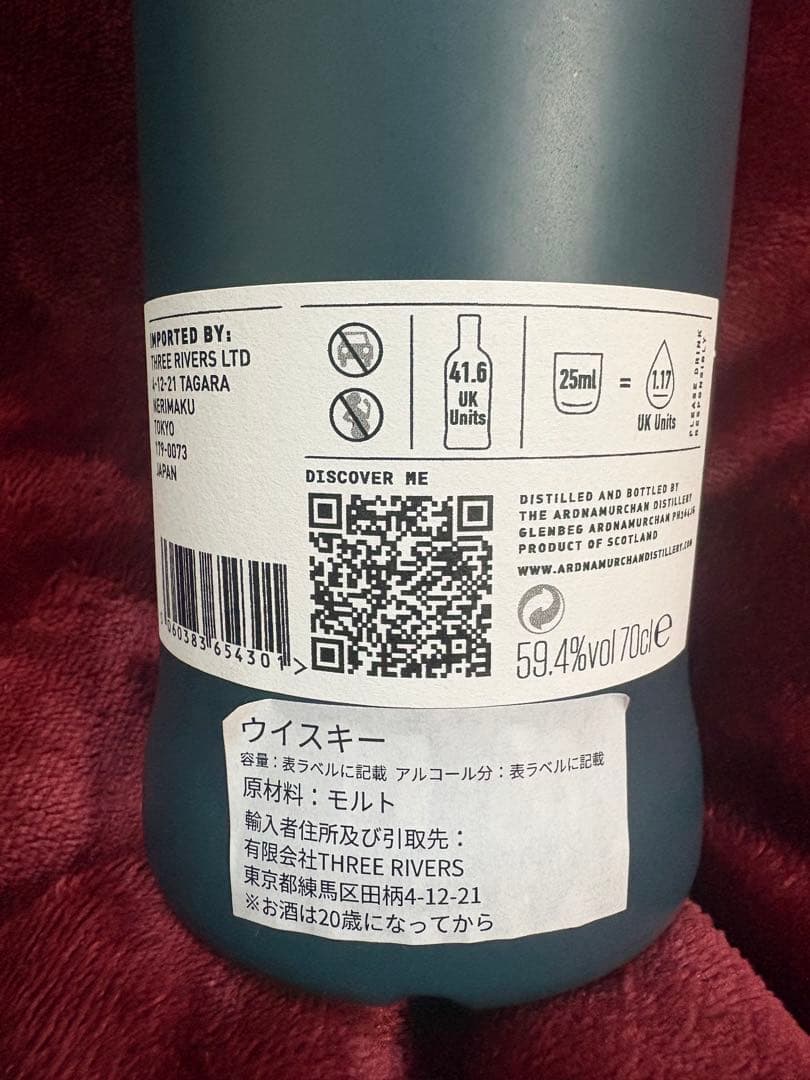 IMPORTED BY:
THREE RIVERS LTD
4-12-21 TAGARA
NERIMAKU
TOKYO
179-0073
JAPAN
41.6
UK
Units
25ml
=
1.17
UK Units
PLEASE DRINK
RESPONSIBLY
DISCOVER ME
DISTILLED AND BOTTLED BY
THE ARDNAMURCHAN DISTILLERY
GLENBEG ARDNAMURCHAN PH36 4JG
PRODUCT OF SCOTLAND
WWW.ARDNAMURCHANDISTILLERY.COM
59.4%vol 70cl e
5 060383 654301 >
ウイスキー
容量:表ラベルに記載 アルコール分:表ラベルに記載
原材料:モルト
輸入者住所及び引取先:
有限会社THREE RIVERS
東京都練馬区田柄4-12-21
※お酒は20歳になってから